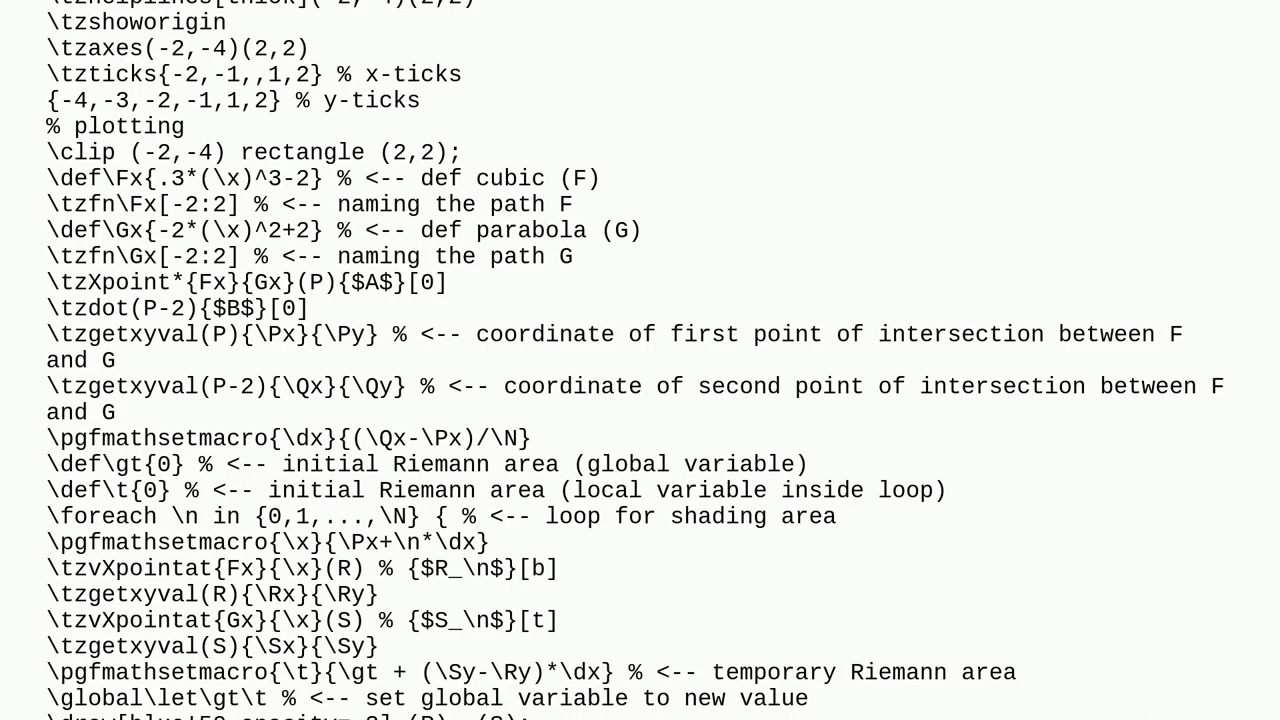 \tzhelplines[thick](-2,-4)(2,2)
\tzshoworigin
\tzaxes(-2,-4)(2,2)
\tzticks{-2,-1,,1,2} % x-ticks
{-4,-3,-2,-1,1,2} % y-ticks
% plotting
\clip (-2,-4) rectangle (2,2);
\def\Fx{.3*(\x)^3-2} % <-- def cubic (F)
\tzfn\Fx[-2:2] % <-- naming the path F
\def\Gx{-2*(\x)^2+2} % <-- def parabola (G)
\tzfn\Gx[-2:2] % <-- naming the path G
\tzXpoint*{Fx}{Gx}(P){$A$}[0]
\tzdot(P-2){$B$}[0]
\tzgetxyval(P){\Px}{\Py} % <-- coordinate of first point of intersection between F
and G
\tzgetxyval(P-2){\Qx}{\Qy} % <-- coordinate of second point of intersection between F
and G
\pgfmathsetmacro{\dx}{(\Qx-\Px)/\N}
\def\gt{0} % <-- initial Riemann area (global variable)
\def\t{0} % <-- initial Riemann area (local variable inside loop)
\foreach \n in {0,1,...,\N} { % <-- loop for shading area
\pgfmathsetmacro{\x}{\Px+\n*\dx}
\tzvXpointat{Fx}{\x}(R) % {$R_\n$}[b]
\tzgetxyval(R){\Rx}{\Ry}
\tzvXpointat{Gx}{\x}(S) % {$S_\n$}[t]
\tzgetxyval(S){\Sx}{\Sy}
\pgfmathsetmacro{\t}{\gt + (\Sy-\Ry)*\dx} % <-- temporary Riemann area
\global\let\gt\t % <-- set global variable to new value